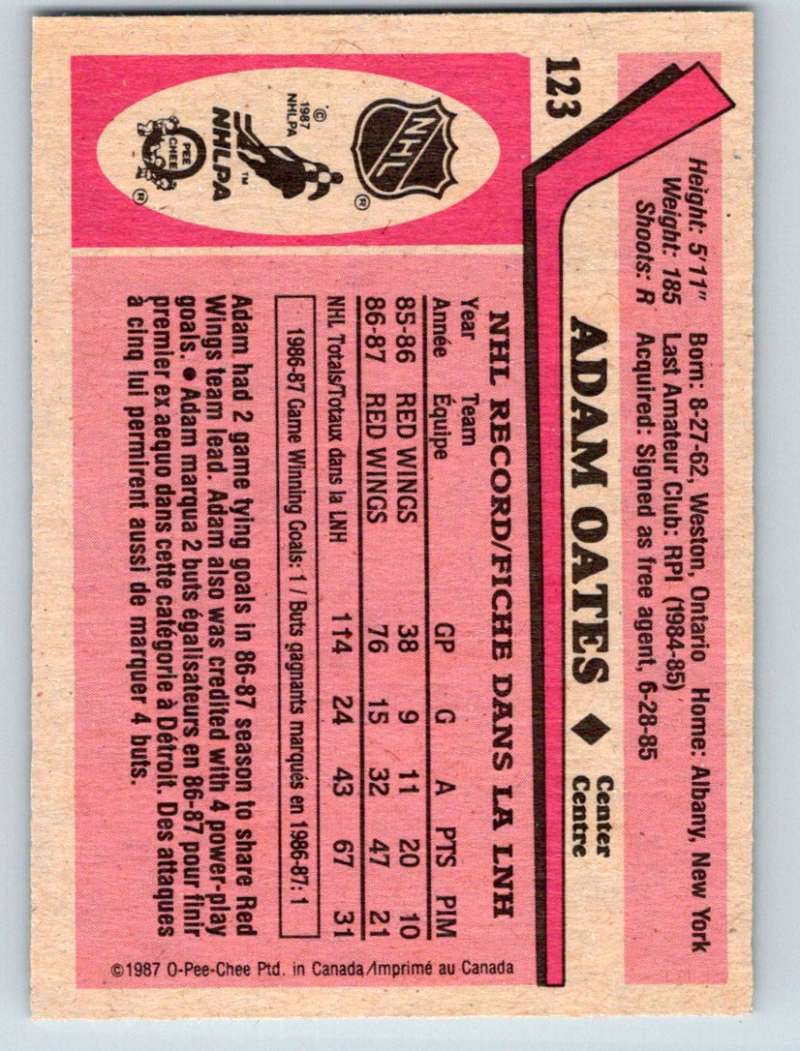 123
Height: 5'11" Born: 8-27-62, Weston, Ontario Home: Albany, New York
Weight: 185 Last Amateur Club: RPI (1984-85)
Shoots: R Acquired: Signed as free agent, 6-28-85
ADAM OATES ◆ Center
Centre
NHL
®
© 1987 NHLPA
NHLPA™
O PEE CHEE
®
NHL RECORD/FICHE DANS LA LNH
Year Team
Année Équipe GP G A PTS PIM
85-86 RED WINGS 38 9 11 20 10
86-87 RED WINGS 76 15 32 47 21
NHL Totals/Totaux dans la LNH 114 24 43 67 31
1986-87 Game Winning Goals: 1 / Buts gagnants marqués en 1986-87: 1
Adam had 2 game tying goals in 86-87 season to share Red
Wings team lead. Adam also was credited with 4 power-play
goals. ● Adam marqua 2 buts égalisateurs en 86-87 pour finir
premier ex aequo dans cette catégorie à Détroit. Des attaques
à cinq lui permirent aussi de marquer 4 buts.
©1987 O-Pee-Chee Ptd. in Canada/Imprimé au Canada